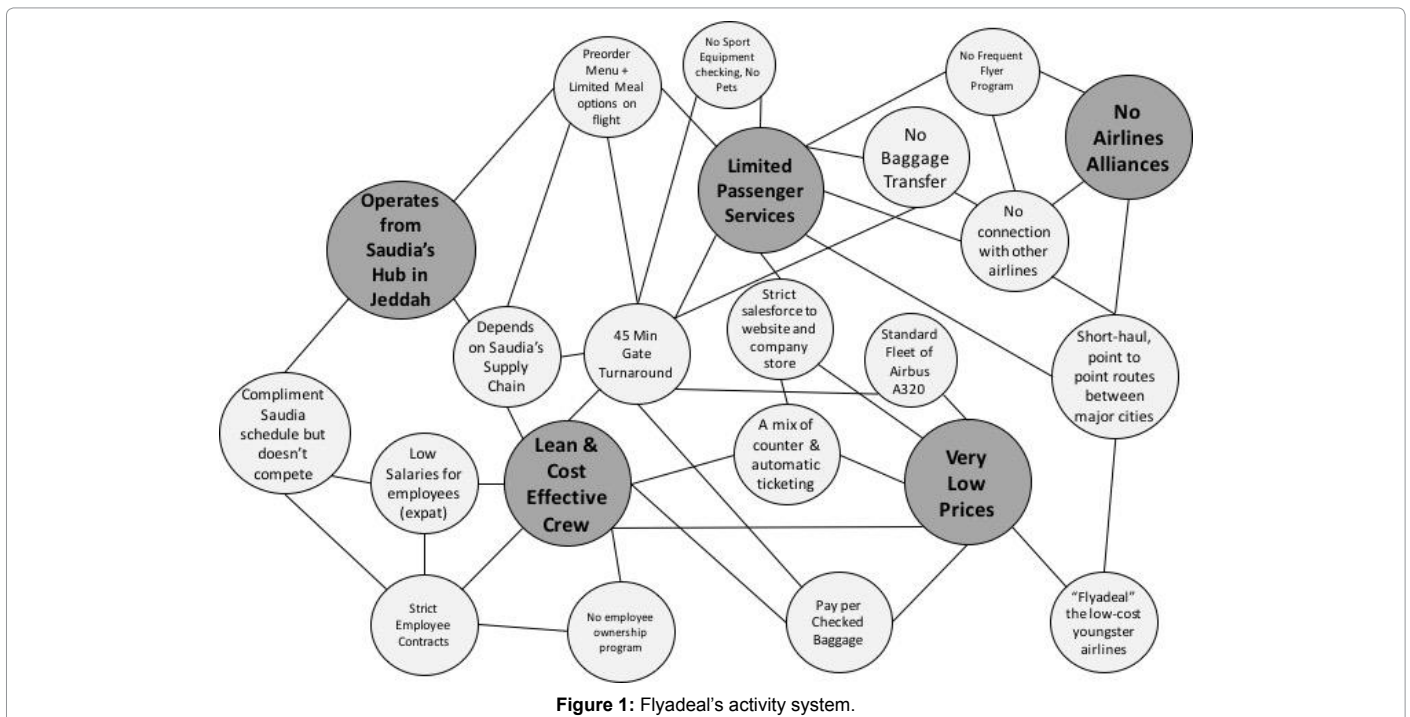 Preorder
Menu +
Limited Meal
options on
flight
No Sport
Equipment
checking, No
Pets
No Frequent
Flyer
Program
No
Airlines
Alliances
No
Baggage
Transfer
Limited
Passenger
Services
Operates
from
Saudia’s
Hub in
Jeddah
No
connection
with other
airlines
Strict
salesforce to
website and
company
store
Depends
on Saudia’s
Supply
Chain
45 Min
Gate
Turnaround
Standard
Fleet of
Airbus
A320
Short-haul,
point to
point routes
between
major cities
Compliment
Saudia
schedule but
doesn’t
compete
Low
Salaries for
employees
(expat)
Lean &
Cost
Effective
Crew
A mix of
counter &
automatic
ticketing
Very
Low
Prices
Strict
Employee
Contracts
No employee
ownership
program
Pay per
Checked
Baggage
“Flyadeal”
the low-cost
youngster
airlines
Figure 1: Flyadeal’s activity system.